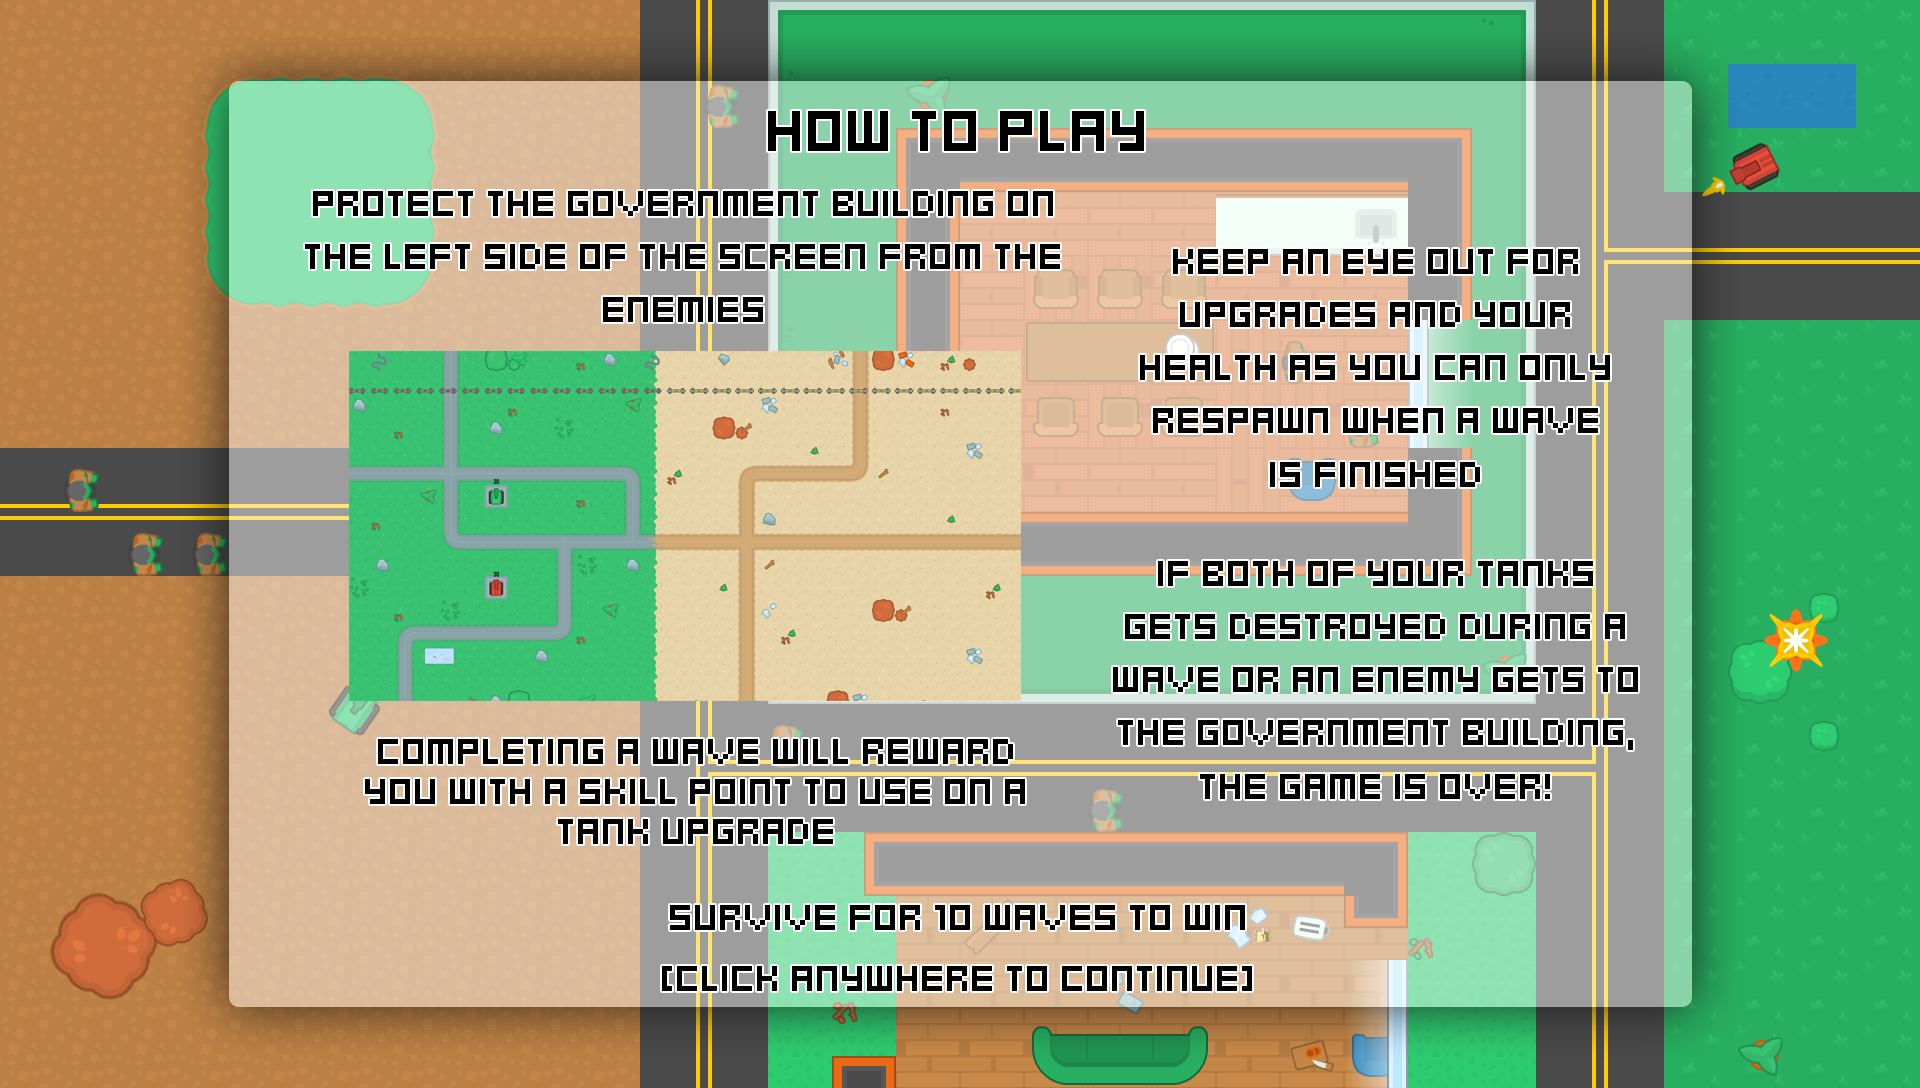 HOW TO PLAY
PROTECT THE GOVERNMENT BUILDING ON
THE LEFT SIDE OF THE SCREEN FROM THE
ENEMIES
KEEP AN EYE OUT FOR
UPGRADES AND YOUR
HEALTH AS YOU CAN ONLY
RESPAWN WHEN A WAVE
IS FINISHED
IF BOTH OF YOUR TANKS
GETS DESTROYED DURING A
WAVE OR AN ENEMY GETS TO
THE GOVERNMENT BUILDING,
THE GAME IS OVER!
COMPLETING A WAVE WILL REWARD
YOU WITH A SKILL POINT TO USE ON A
TANK UPGRADE
SURVIVE FOR 10 WAVES TO WIN
[CLICK ANYWHERE TO CONTINUE]